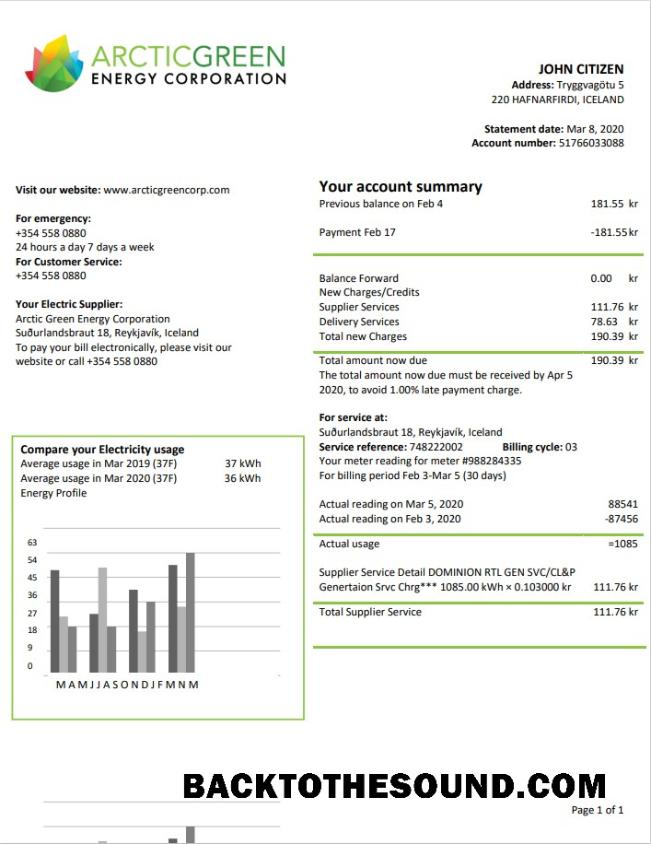 ARCTICGREEN
ENERGY CORPORATION
JOHN CITIZEN
Address: Tryggvagötu 5
220 HAFNARFIRDI, ICELAND
Statement date: Mar 8, 2020
Account number: 51766033088
Visit our website: www.arcticgreencorp.com
For emergency:
+354 558 0880
24 hours a day 7 days a week
For Customer Service:
+354 558 0880
Your Electric Supplier:
Arctic Green Energy Corporation
Suðurlandsbraut 18, Reykjavík, Iceland
To pay your bill electronically, please visit our
website or call +354 558 0880
Your account summary
Previous balance on Feb 4 181.55 kr
Payment Feb 17 -181.55kr
Balance Forward 0.00 kr
New Charges/Credits
Supplier Services 111.76 kr
Delivery Services 78.63 kr
Total new Charges 190.39 kr
Total amount now due 190.39 kr
The total amount now due must be received by Apr 5
2020, to avoid 1.00% late payment charge.
For service at:
Suðurlandsbraut 18, Reykjavík, Iceland
Service reference: 748222002 Billing cycle: 03
Your meter reading for meter #988284335
For billing period Feb 3-Mar 5 (30 days)
Actual reading on Mar 5, 2020 88541
Actual reading on Feb 3, 2020 -87456
Actual usage =1085
Supplier Service Detail DOMINION RTL GEN SVC/CL&P
Genertaion Srvc Chrg*** 1085.00 kWh × 0.103000 kr 111.76 kr
Total Supplier Service 111.76 kr
Compare your Electricity usage
Average usage in Mar 2019 (37F) 37 kWh
Average usage in Mar 2020 (37F) 36 kWh
Energy Profile
63
54
45
36
27
18
9
0
M A M J J A S O N D J F M N M
BACKTOTHESOUND.COM
Page 1 of 1